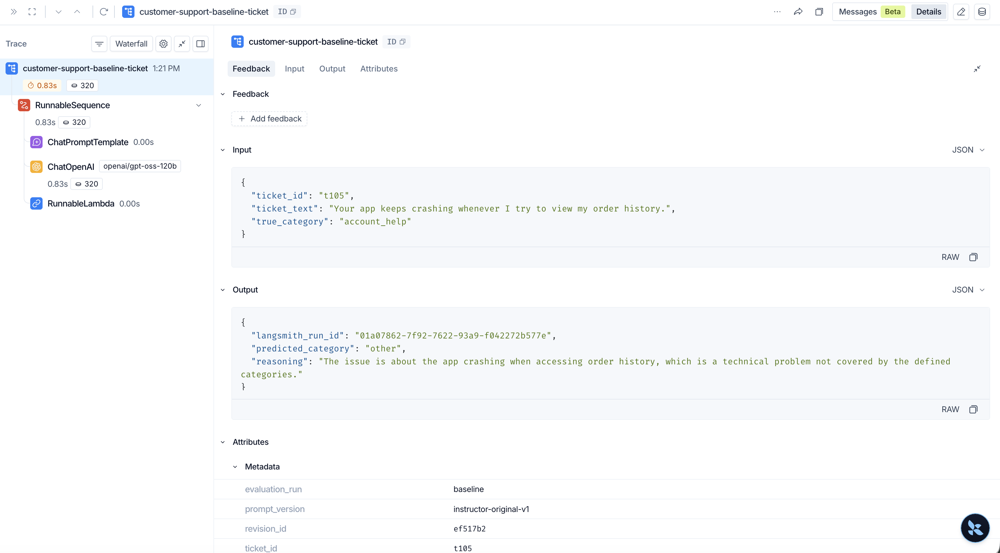 customer-support-baseline-ticket ID
Messages Beta Details
Trace
Waterfall
customer-support-baseline-ticket 1:21 PM
0.83s 320
RunnableSequence
0.83s 320
ChatPromptTemplate 0.00s
ChatOpenAI openai/gpt-oss-120b
0.83s 320
RunnableLambda 0.00s
customer-support-baseline-ticket ID
Feedback Input Output Attributes
Feedback
+ Add feedback
Input JSON
{
"ticket_id": "t105",
"ticket_text": "Your app keeps crashing whenever I try to view my order history.",
"true_category": "account_help"
}
RAW
Output JSON
{
"langsmith_run_id": "01a07862-7f92-7622-93a9-f042272b577e",
"predicted_category": "other",
"reasoning": "The issue is about the app crashing when accessing order history, which is a technical problem not covered by the defined
categories."
}
RAW
Attributes
Metadata
evaluation_run baseline
prompt_version instructor-original-v1
revision_id ef517b2
ticket_id t105